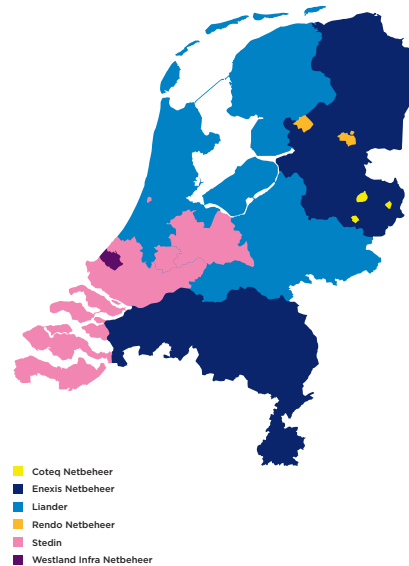 Coteq Netbeheer
Enexis Netbeheer
Liander
Rendo Netbeheer
Stedin
Westland Infra Netbeheer